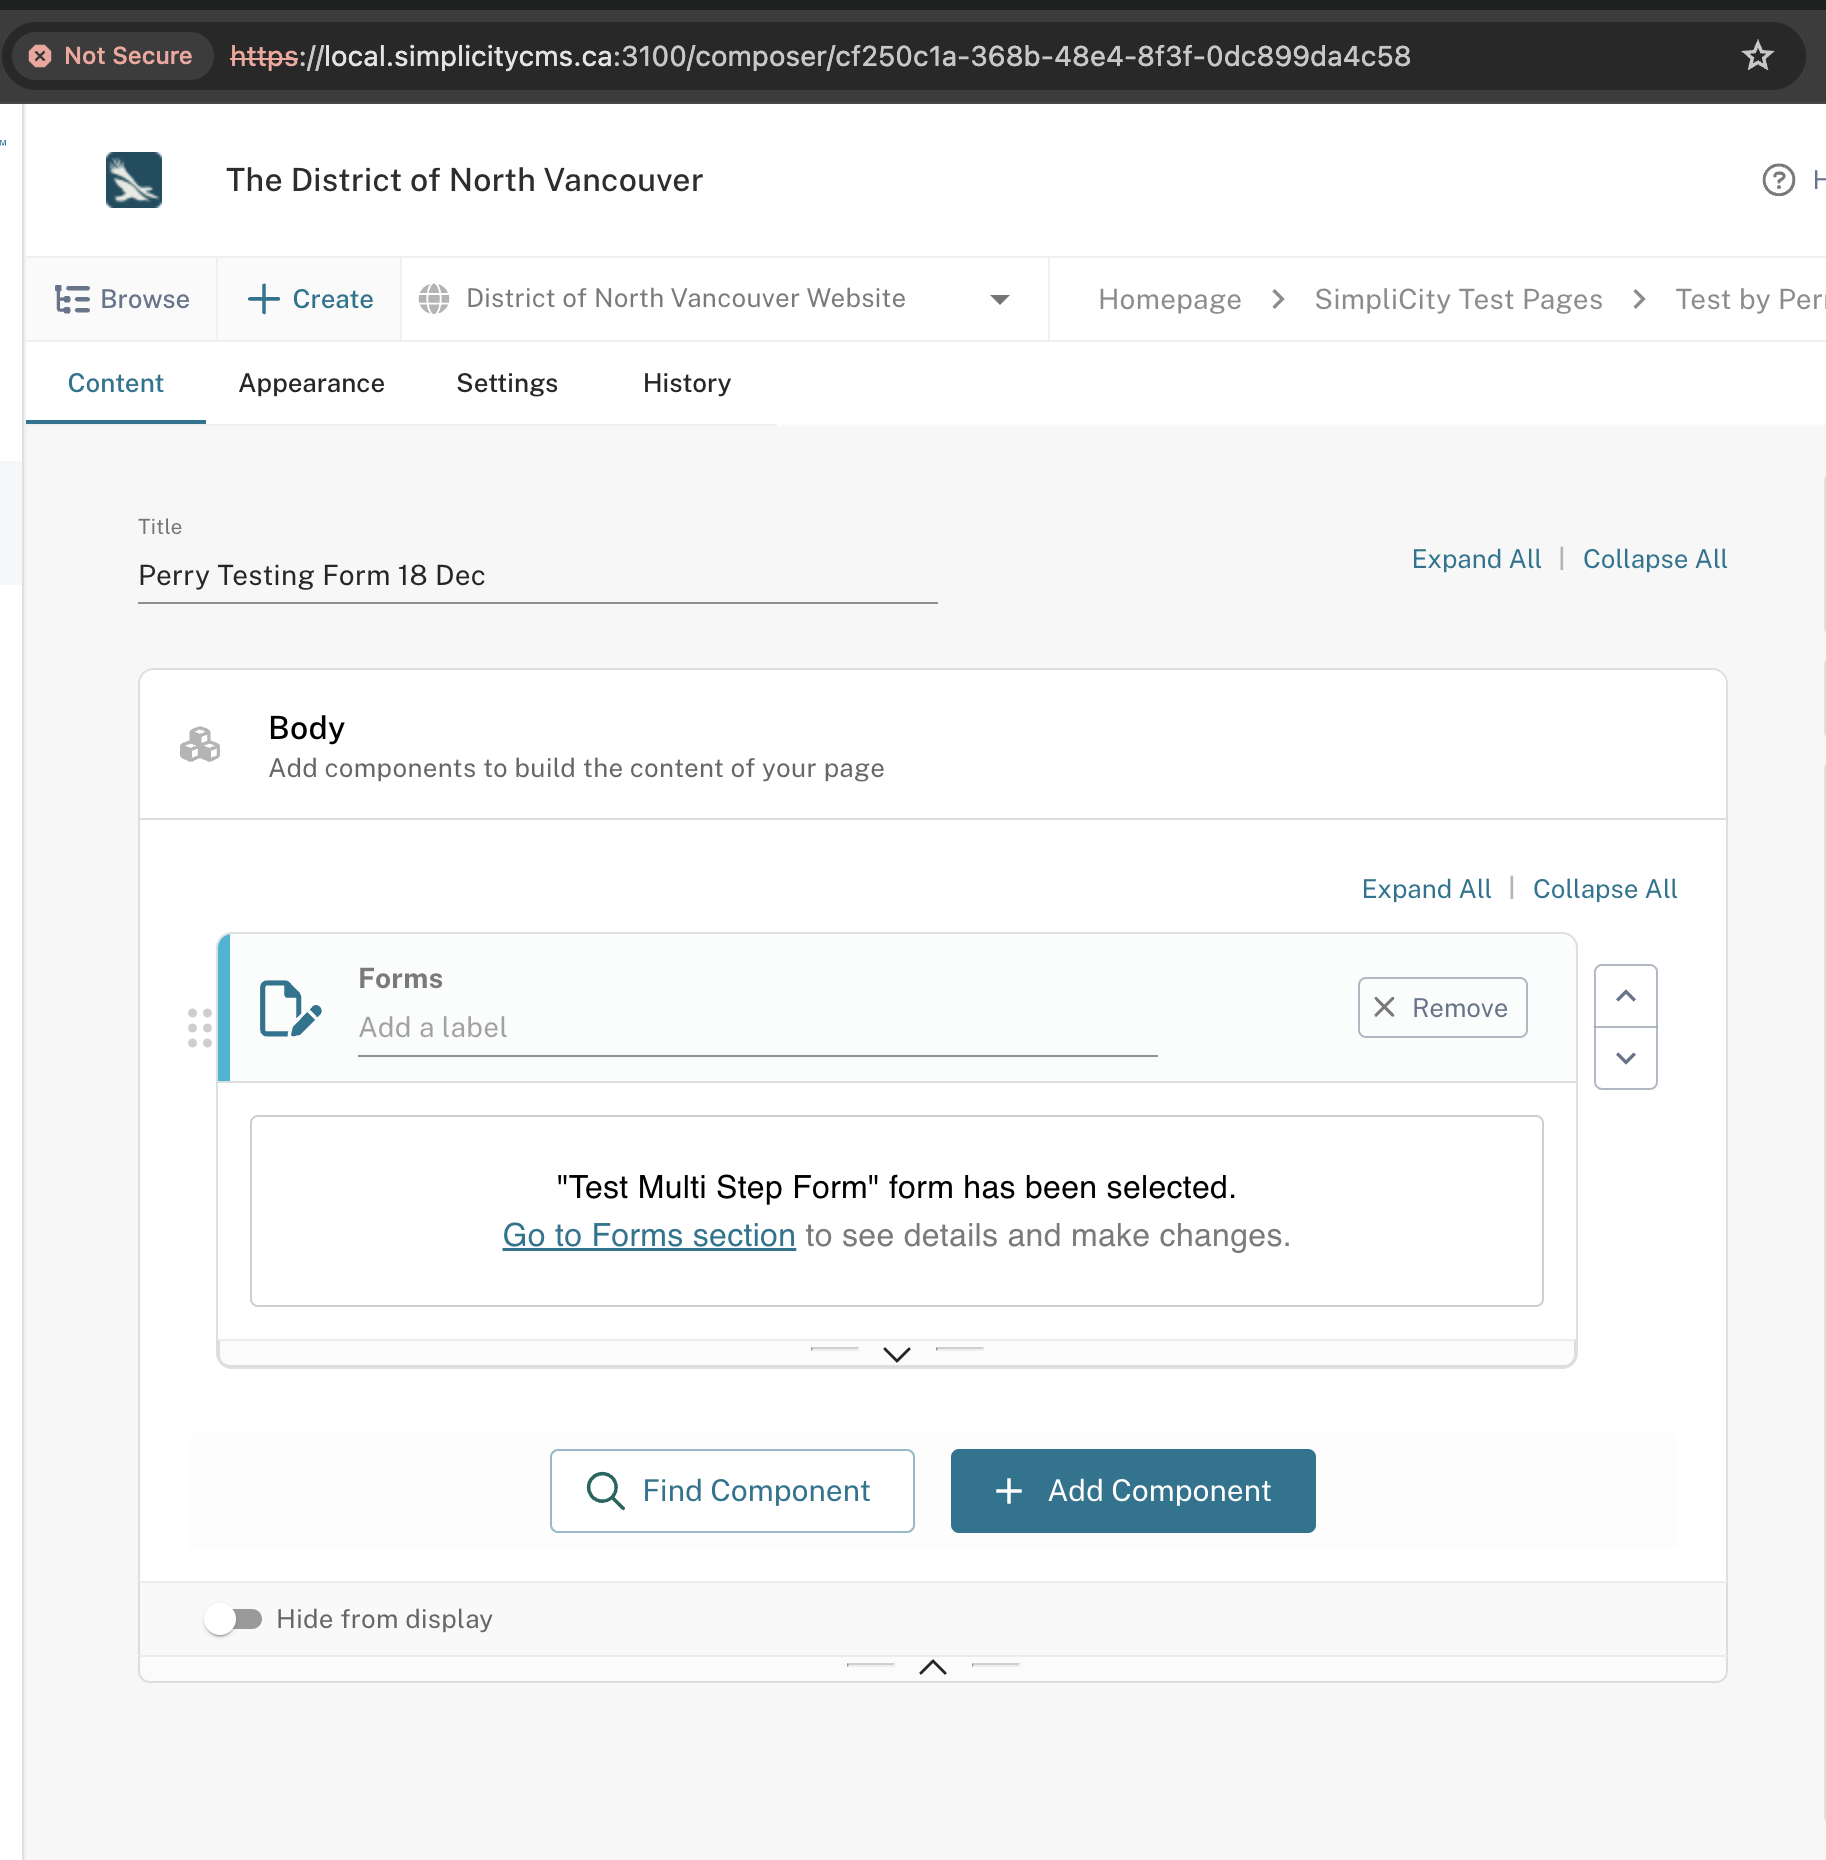 Not Secure https://local.simplicitycms.ca:3100/composer/cf250c1a-368b-48e4-8f3f-0dc899da4c58
The District of North Vancouver
Browse
Create
District of North Vancouver Website
Homepage > SimpliCity Test Pages > Test by
Content
Appearance
Settings
History
Title
Perry Testing Form 18 Dec
Expand All | Collapse All
Body
Add components to build the content of your page
Expand All | Collapse All
Forms
Add a label
Remove
"Test Multi Step Form" form has been selected.
Go to Forms section to see details and make changes.
Find Component
Add Component
Hide from display